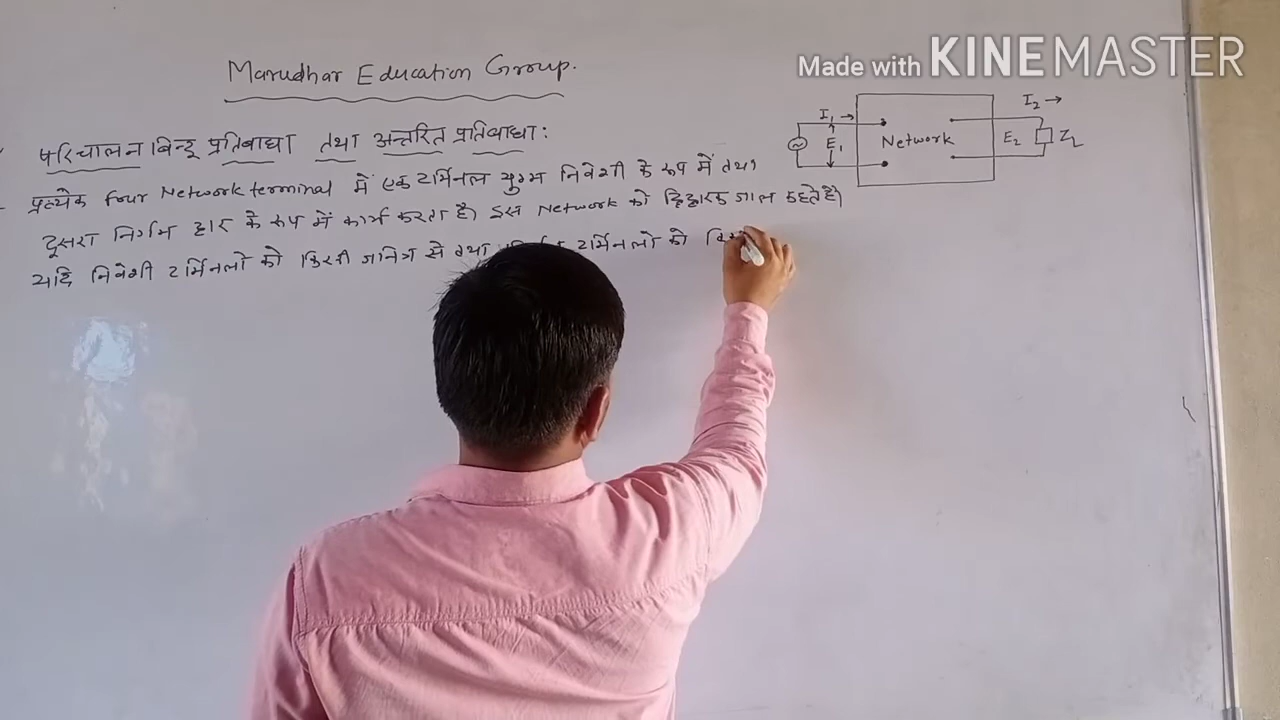 Made with KINEMASTER
Marudhar Education Group.
परिचालन बिन्दू प्रतिबाधा तथा अन्तरित प्रतिबाधा:
प्रत्येक four Network terminal में एक टर्मिनल युग्म निवेशी के रूप में तथा
दूसरा निर्गम द्वार के रूप में कार्य करता है। इस Network को द्विद्वारक जाल कहते है।
यदि निवेशी टर्मिनलो को किसी जनित्र से तथा टर्मिनलो को
I₁ →
E₁
Network
I₂ →
E₂
Z_L